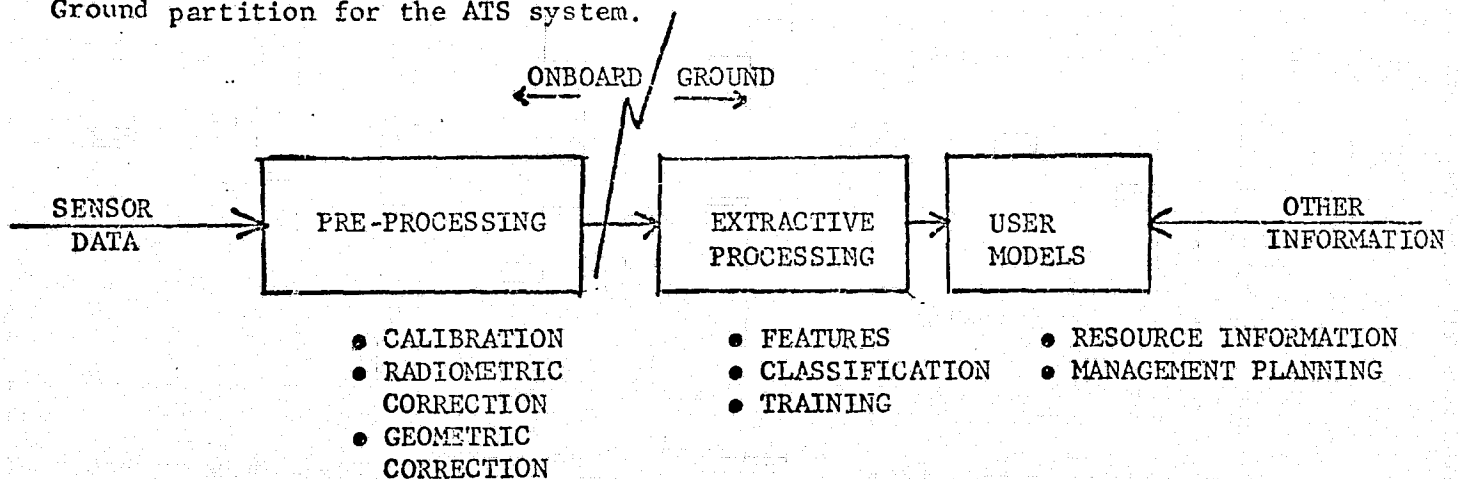 Ground partition for the ATS system.
ONBOARD GROUND
SENSOR
DATA
PRE-PROCESSING
EXTRACTIVE
PROCESSING
USER
MODELS
OTHER
INFORMATION
• CALIBRATION
• RADIOMETRIC
CORRECTION
• GEOMETRIC
CORRECTION
• FEATURES
• CLASSIFICATION
• TRAINING
• RESOURCE INFORMATION
• MANAGEMENT PLANNING